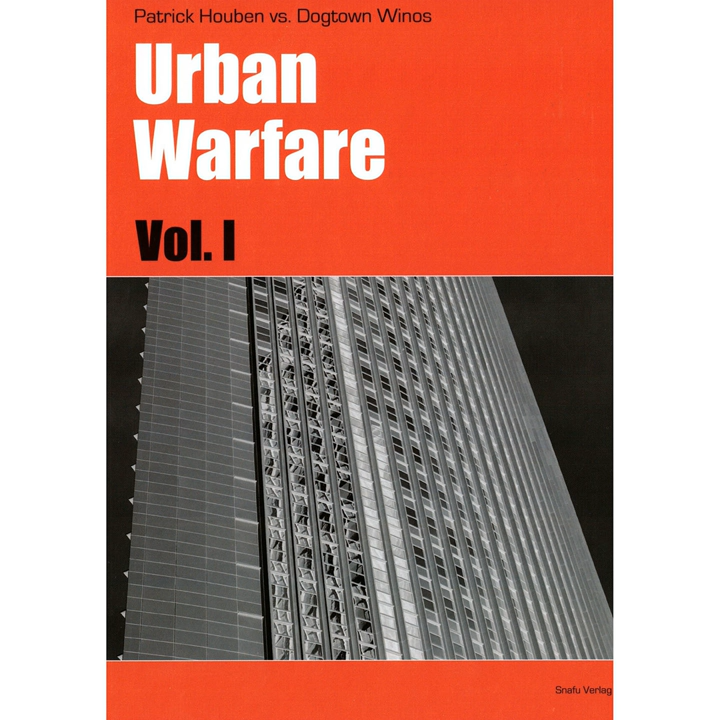 Patrick Houben vs. Dogtown Winos
Urban
Warfare
Vol. I
Snafu Verlag